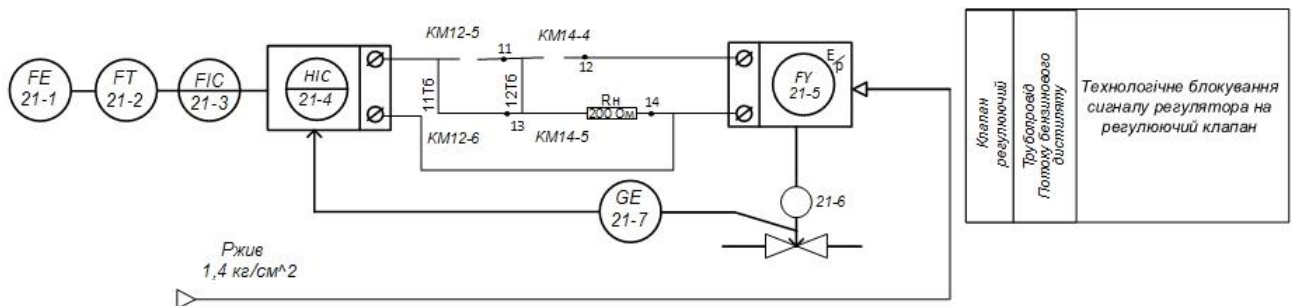 FE
21-1
FT
21-2
FIC
21-3
HIC
21-4
КМ12-5
11
КМ14-4
12
11Тб
12Тб
13
Rн
200 Ом
14
КМ12-6
КМ14-5
FY
21-5
E/p
GE
21-7
21-6
Pжив
1,4 кг/см^2
Клапан
регулюючий
Трубопровід
Потоку бензинового
дистиляту
Технологічне блокування
сигналу регулятора на
регулюючий клапан